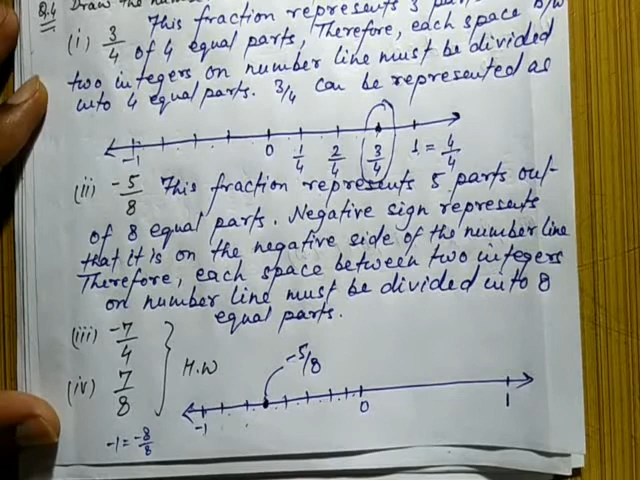 Q.4 Draw the num
(i) 3/4 This fraction represents 3 par
of 4 equal parts, Therefore, each space b/w
two integers on number line must be divided
into 4 equal parts. 3/4 can be represented as
-1 0 1/4 2/4 3/4 1 = 4/4
(ii) -5/8 This fraction represents 5 parts out-
of 8 equal parts. Negative sign represents
that it is on the negative side of the number line
Therefore, each space between two integers
on number line must be divided into 8
equal parts.
(iii) -7/4
(iv) 7/8
H.W
-5/8
-1 0 1
-1 = -8/8